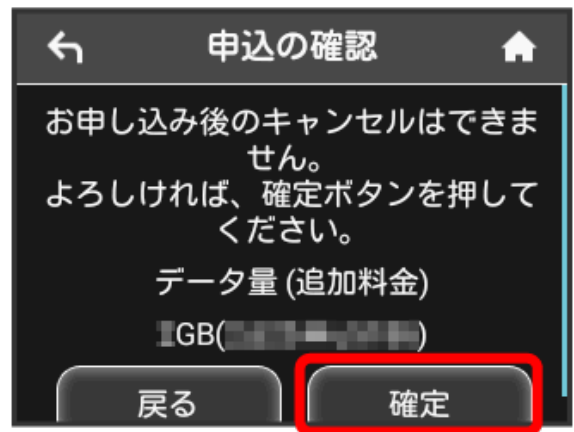 申込の確認
お申し込み後のキャンセルはできま
せん。
よろしければ、確定ボタンを押して
ください。
データ量 (追加料金)
GB( )
戻る
確定